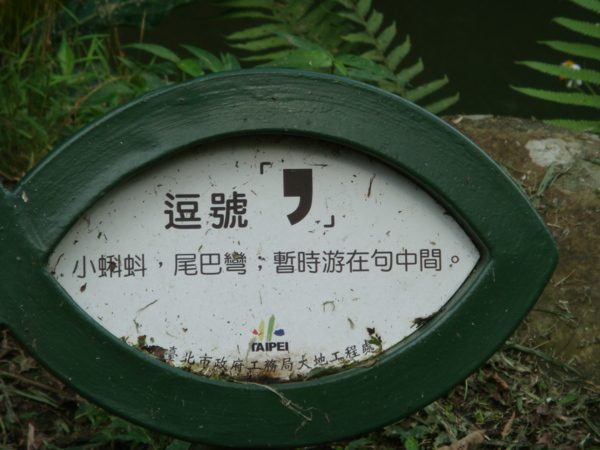 逗號「，」
小蝌蚪，尾巴彎；暫時游在句中間。
TAIPEI
臺北市政府工務局大地工程處